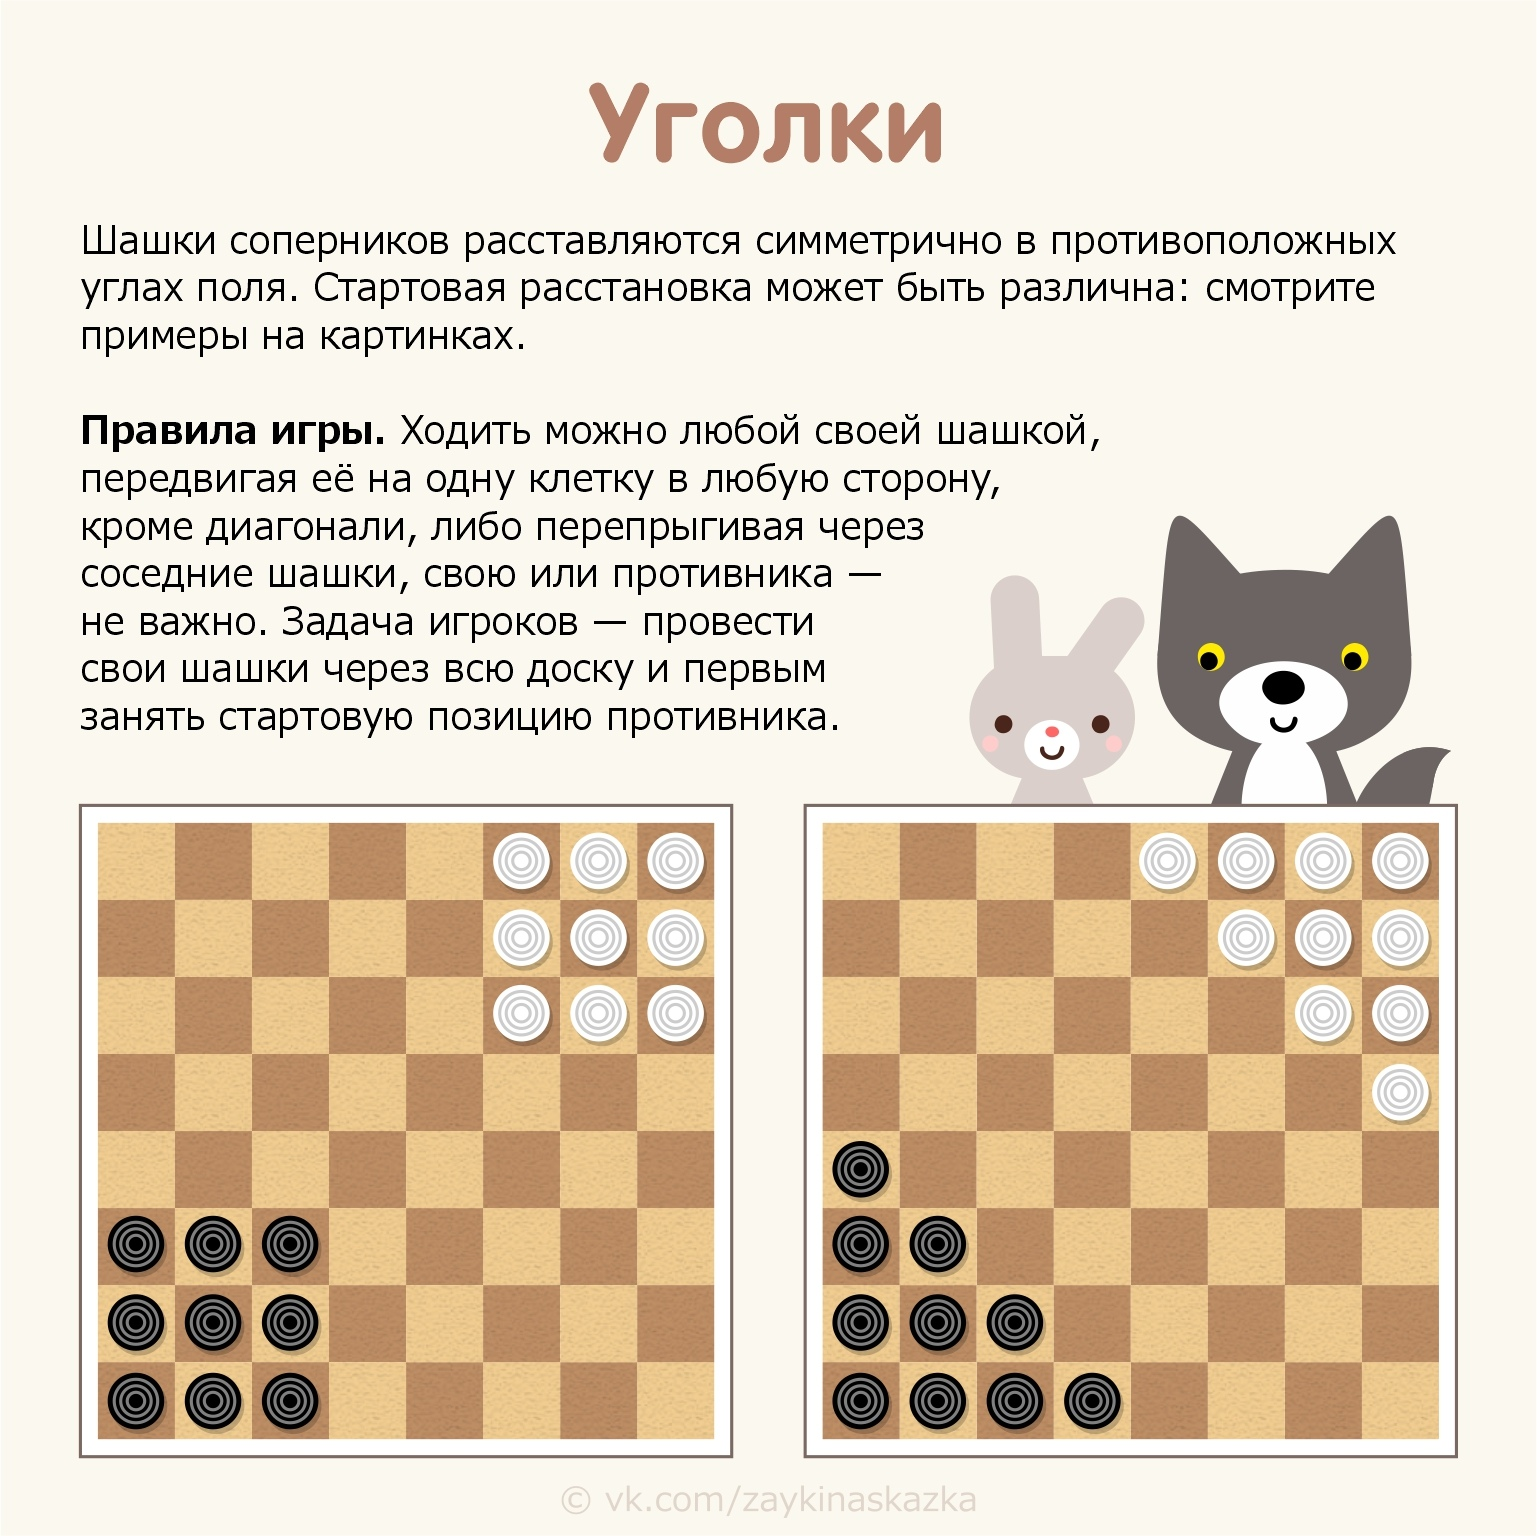 Уголки
Шашки соперников расставляются симметрично в противоположных
углах поля. Стартовая расстановка может быть различна: смотрите
примеры на картинках.
Правила игры. Ходить можно любой своей шашкой,
передвигая её на одну клетку в любую сторону,
кроме диагонали, либо перепрыгивая через
соседние шашки, свою или противника —
не важно. Задача игроков — провести
свои шашки через всю доску и первым
занять стартовую позицию противника.
© vk.com/zaykinaskazka